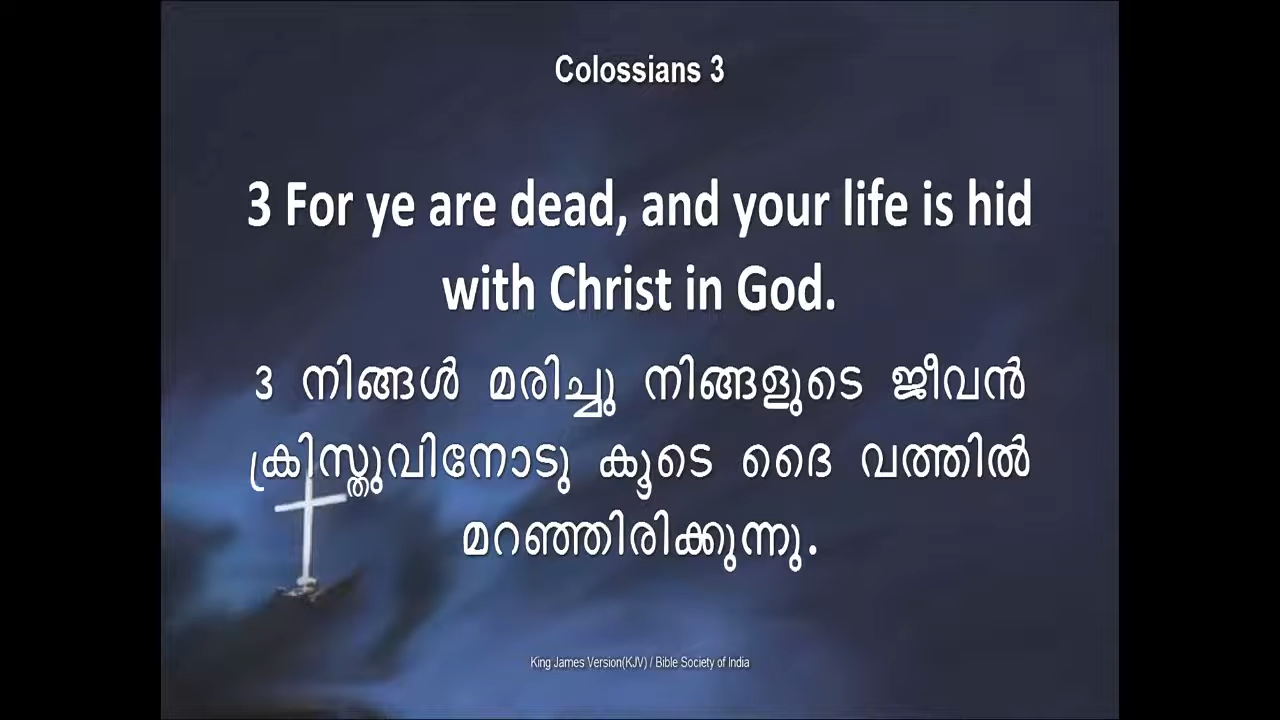 Colossians 3
3 For ye are dead, and your life is hid
with Christ in God.
3 നിങ്ങൾ മരിച്ചു നിങ്ങളുടെ ജീവൻ
ക്രിസ്തുവിനോടു കൂടെ ദൈ വത്തിൽ
മറഞ്ഞിരിക്കുന്നു.
King James Version(KJV) / Bible Society of India